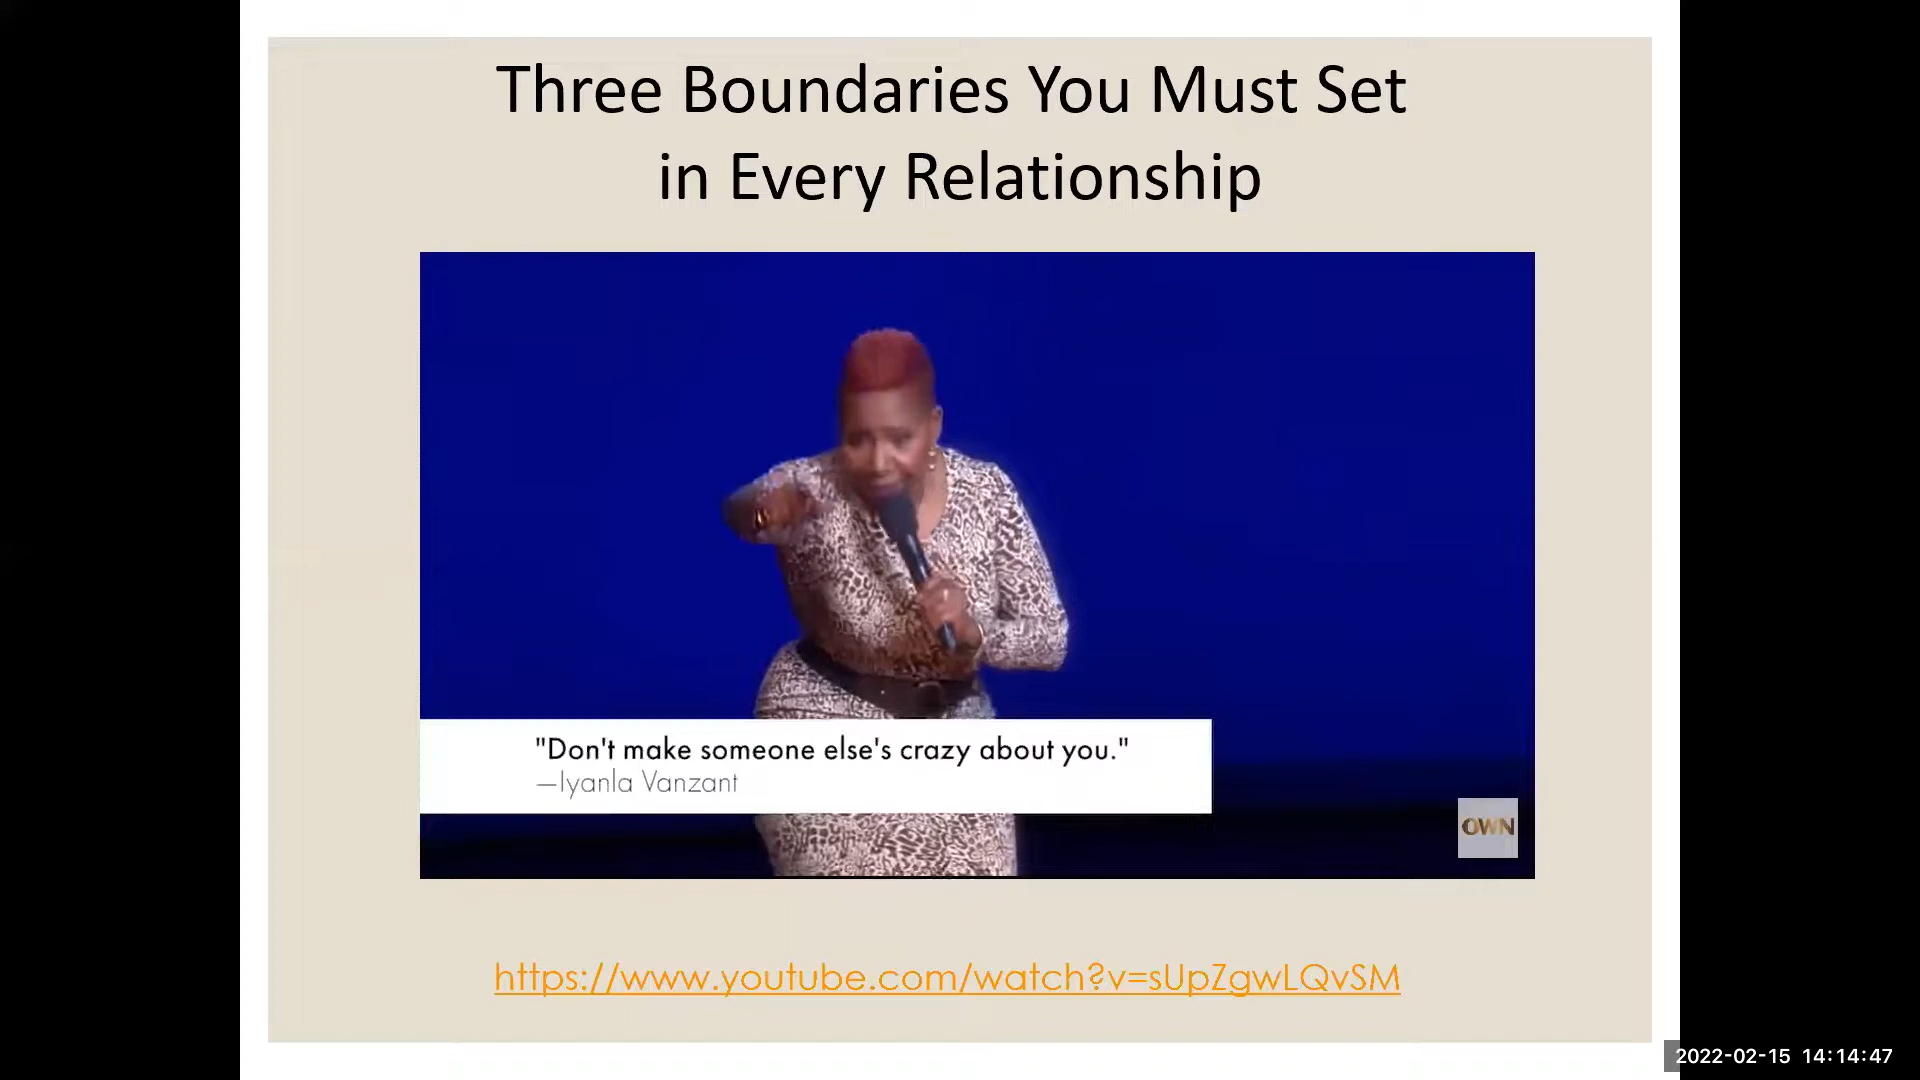 Three Boundaries You Must Set
in Every Relationship
"Don't make someone else's crazy about you."
—Iyanla Vanzant
OWN
https://www.youtube.com/watch?v=sUpZgwLQvSM
2022-02-15 14:14:47